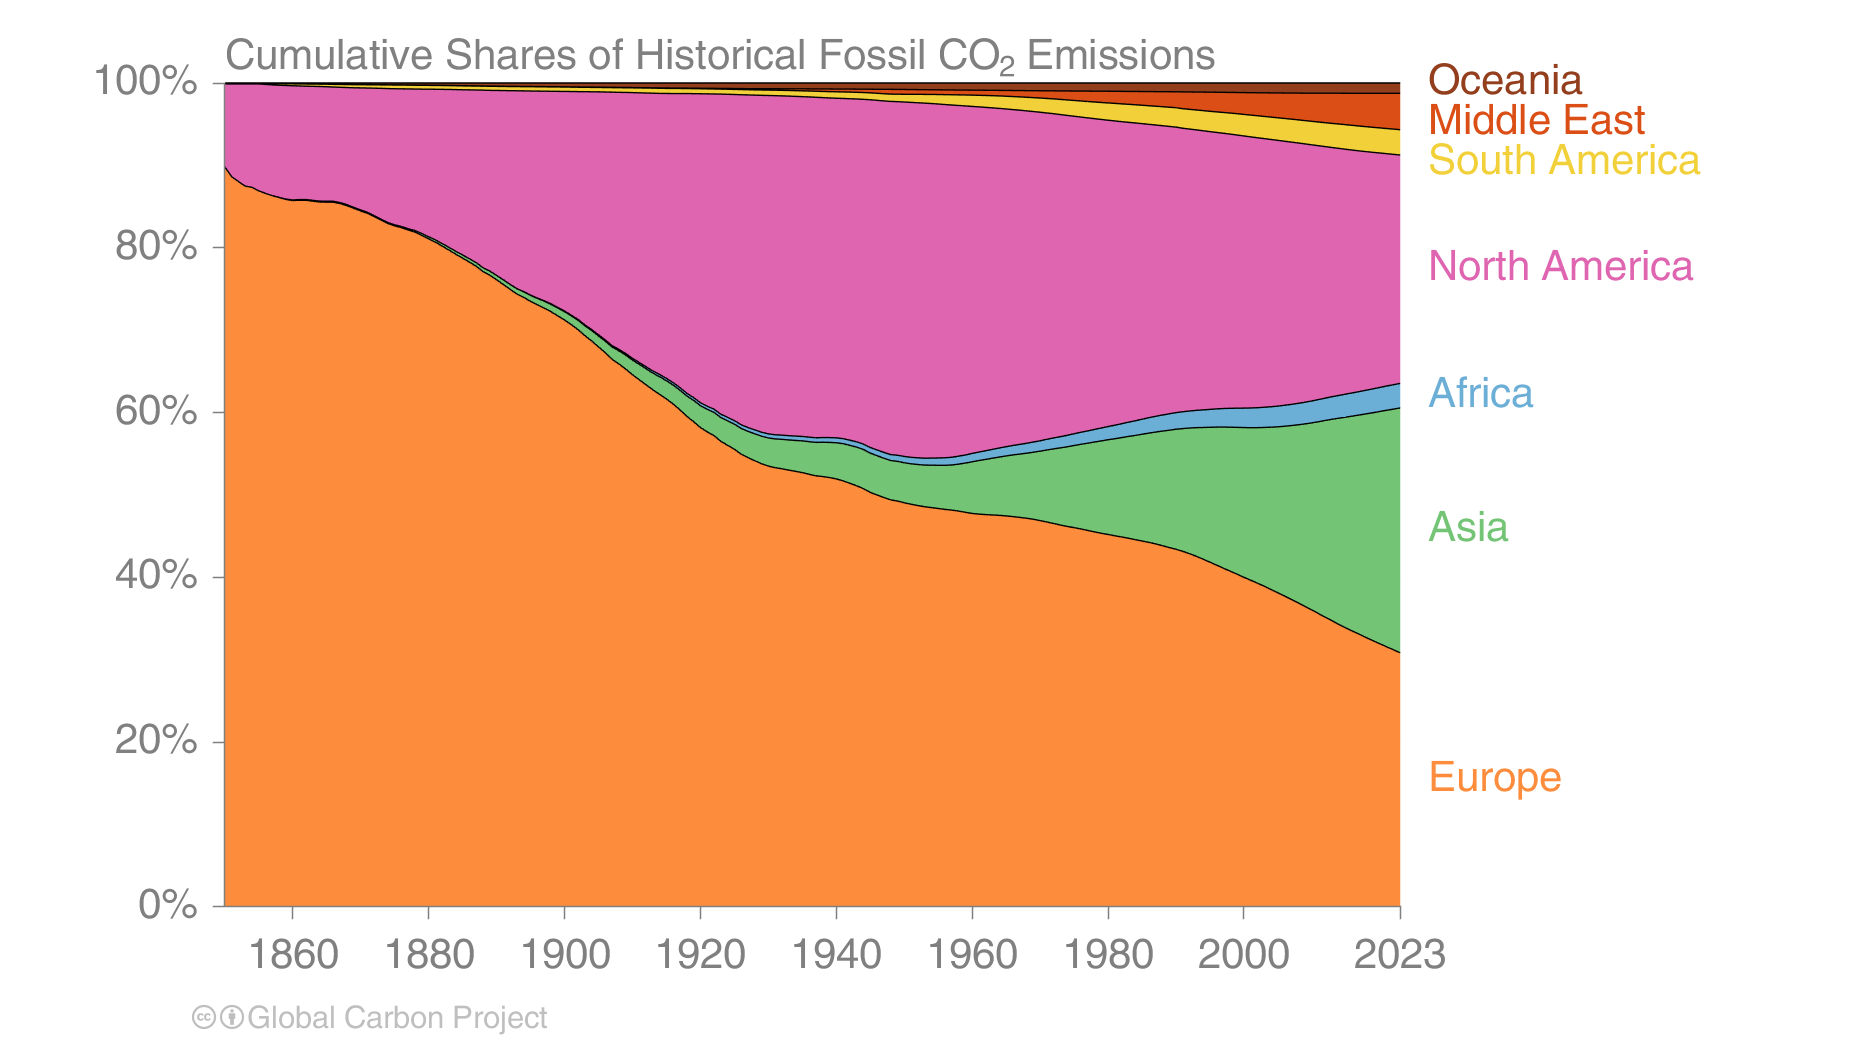 Cumulative Shares of Historical Fossil CO₂ Emissions
100%
80%
60%
40%
20%
0%
1860 1880 1900 1920 1940 1960 1980 2000 2023
Oceania
Middle East
South America
North America
Africa
Asia
Europe
cc Global Carbon Project